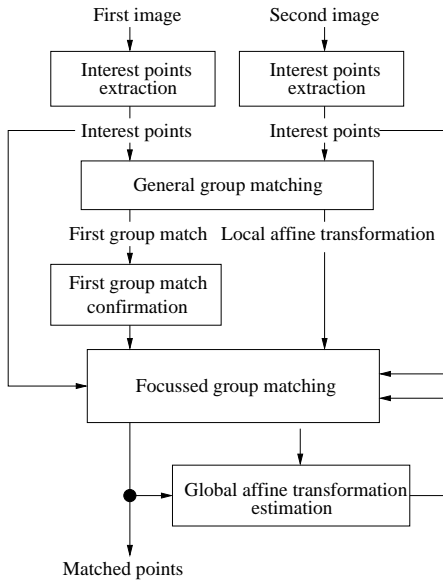 First image
Second image
Interest points
extraction
Interest points
extraction
Interest points
Interest points
General group matching
First group match
Local affine transformation
First group match
confirmation
Focussed group matching
Global affine transformation
estimation
Matched points